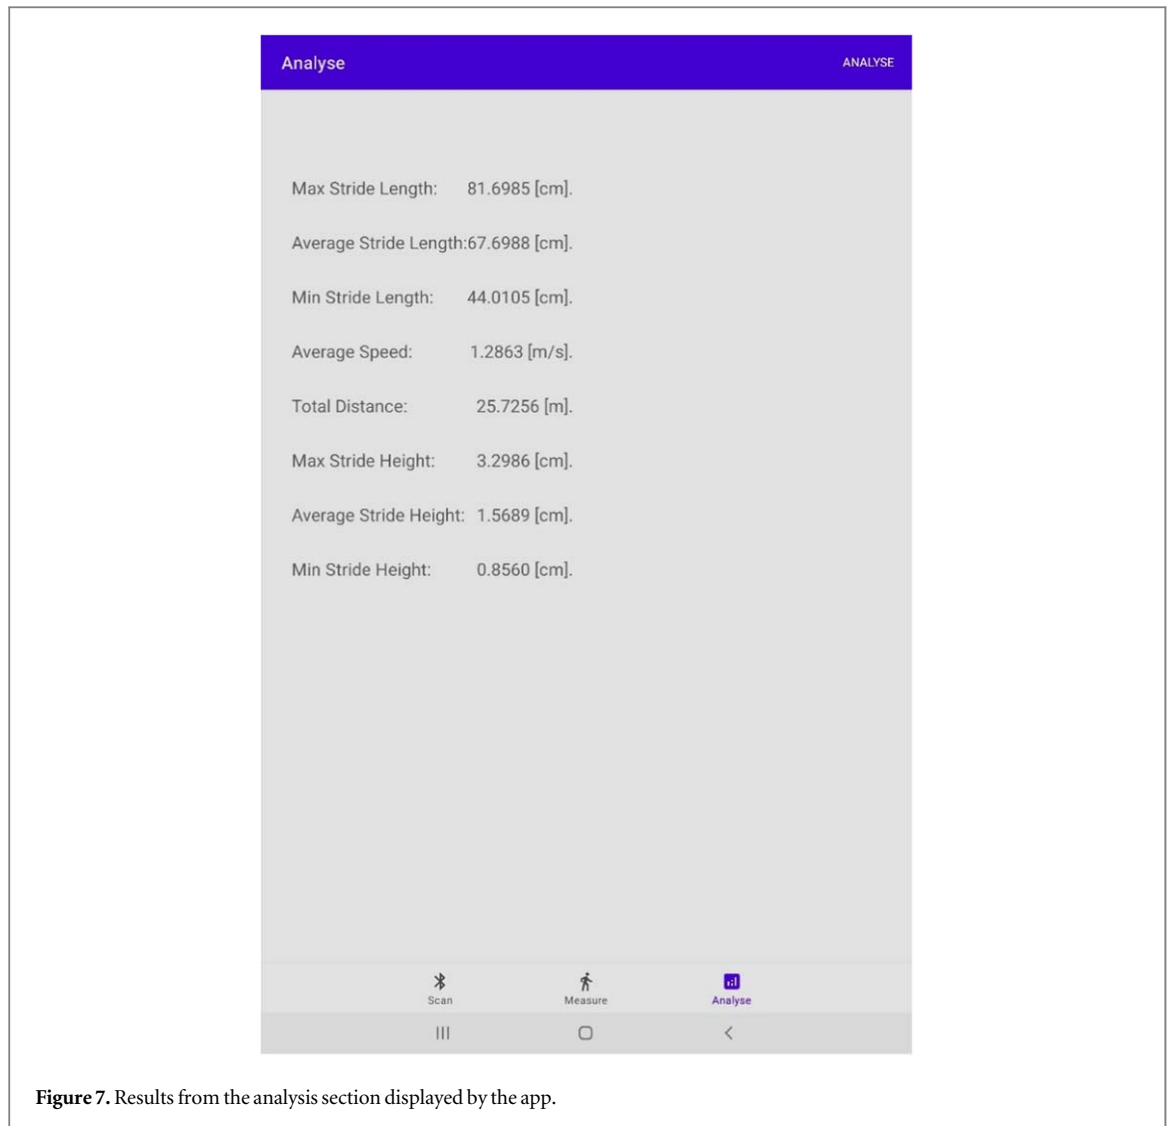 Analyse ANALYSE
Max Stride Length: 81.6985 [cm].
Average Stride Length:67.6988 [cm].
Min Stride Length: 44.0105 [cm].
Average Speed: 1.2863 [m/s].
Total Distance: 25.7256 [m].
Max Stride Height: 3.2986 [cm].
Average Stride Height: 1.5689 [cm].
Min Stride Height: 0.8560 [cm].
Scan Measure Analyse
Figure 7. Results from the analysis section displayed by the app.